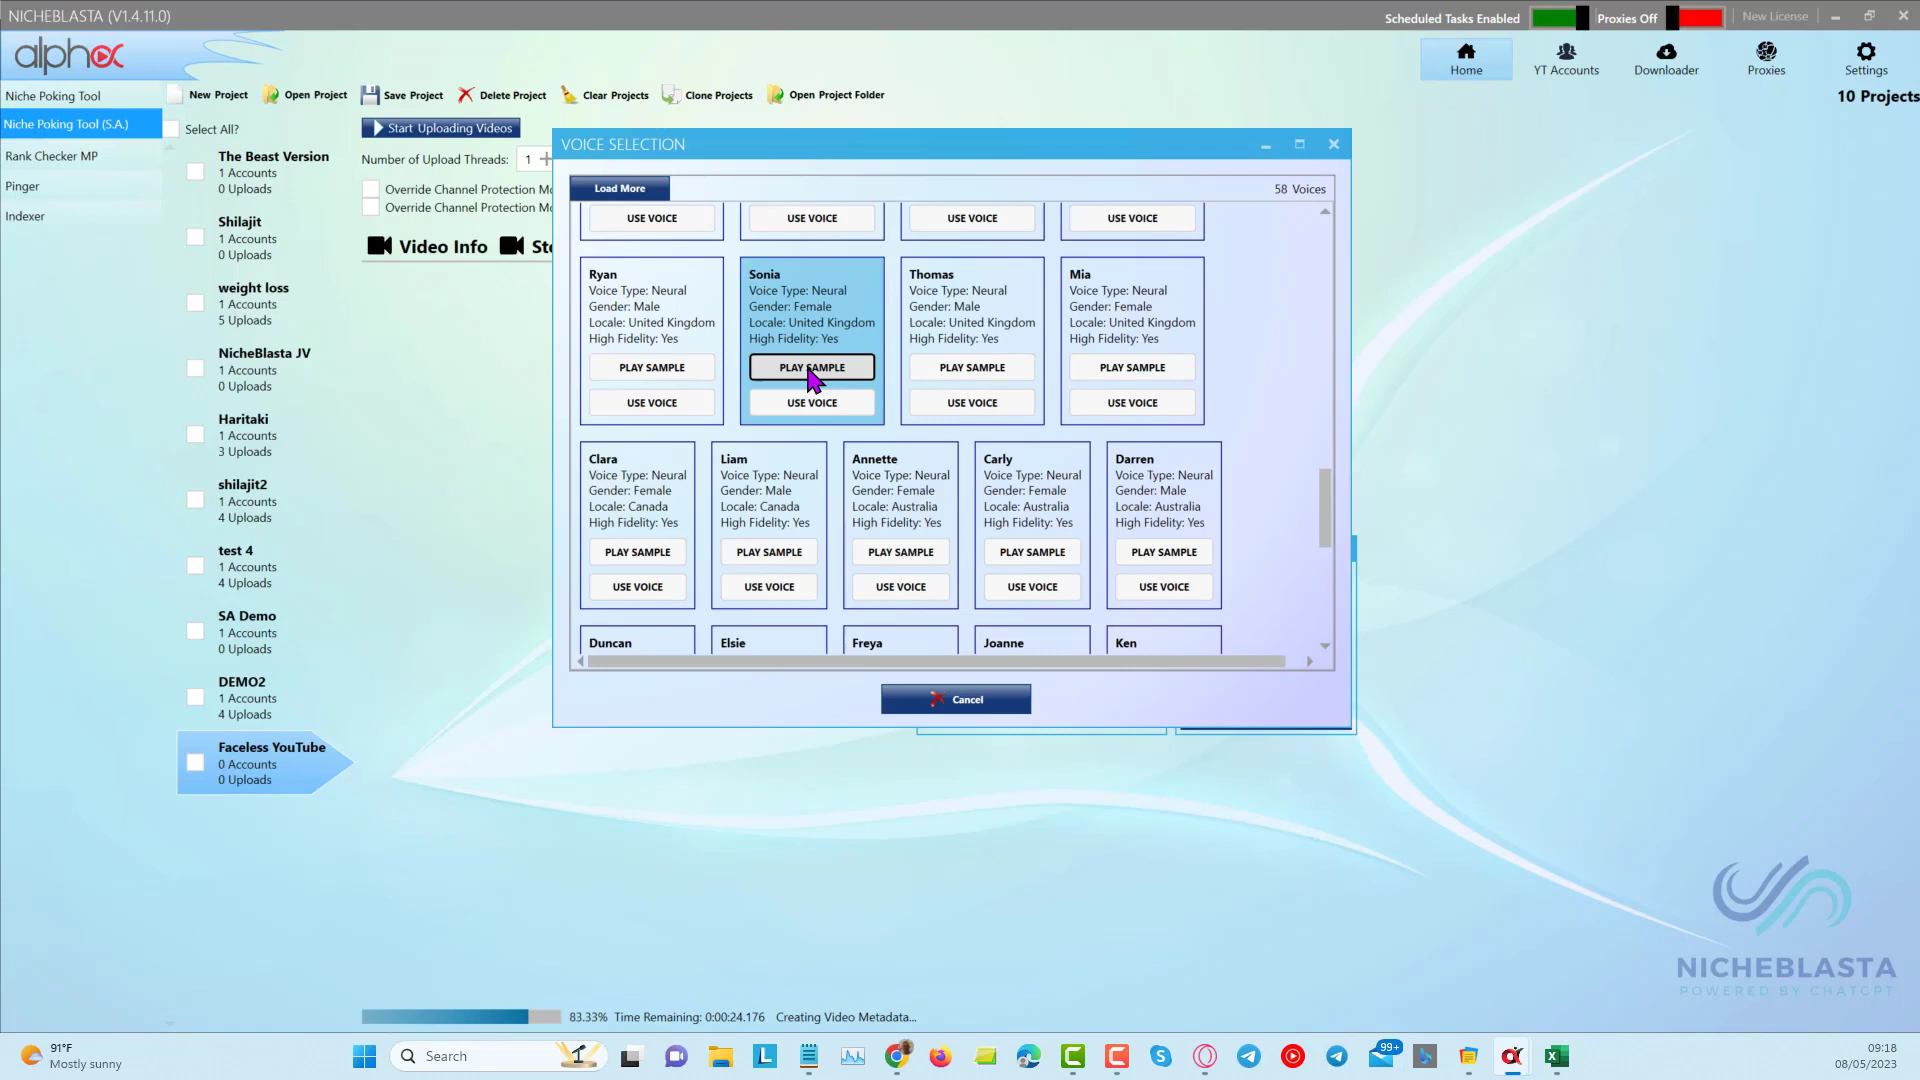 NICHEBLASTA (V1.4.11.0)
Scheduled Tasks Enabled
Proxies Off
New License
alpha
Home
YT Accounts
Downloader
Proxies
Settings
Niche Poking Tool
New Project
Open Project
Save Project
Delete Project
Clear Projects
Clone Projects
Open Project Folder
10 Projects
Niche Poking Tool (S.A.)
Rank Checker MP
Pinger
Indexer
Select All?
The Beast Version
1 Accounts
0 Uploads
Shilajit
1 Accounts
0 Uploads
weight loss
1 Accounts
5 Uploads
NicheBlasta JV
1 Accounts
0 Uploads
Haritaki
1 Accounts
3 Uploads
shilajit2
1 Accounts
4 Uploads
test 4
1 Accounts
4 Uploads
SA Demo
1 Accounts
0 Uploads
DEMO2
1 Accounts
4 Uploads
Faceless YouTube
0 Accounts
0 Uploads
Start Uploading Videos
Number of Upload Threads: 1 +
Override Channel Protection Mo
Override Channel Protection Mo
Video Info
Sto
VOICE SELECTION
Load More
58 Voices
USE VOICE
USE VOICE
USE VOICE
USE VOICE
Ryan
Voice Type: Neural
Gender: Male
Locale: United Kingdom
High Fidelity: Yes
PLAY SAMPLE
USE VOICE
Sonia
Voice Type: Neural
Gender: Female
Locale: United Kingdom
High Fidelity: Yes
PLAY SAMPLE
USE VOICE
Thomas
Voice Type: Neural
Gender: Male
Locale: United Kingdom
High Fidelity: Yes
PLAY SAMPLE
USE VOICE
Mia
Voice Type: Neural
Gender: Female
Locale: United Kingdom
High Fidelity: Yes
PLAY SAMPLE
USE VOICE
Clara
Voice Type: Neural
Gender: Female
Locale: Canada
High Fidelity: Yes
PLAY SAMPLE
USE VOICE
Liam
Voice Type: Neural
Gender: Male
Locale: Canada
High Fidelity: Yes
PLAY SAMPLE
USE VOICE
Annette
Voice Type: Neural
Gender: Female
Locale: Australia
High Fidelity: Yes
PLAY SAMPLE
USE VOICE
Carly
Voice Type: Neural
Gender: Female
Locale: Australia
High Fidelity: Yes
PLAY SAMPLE
USE VOICE
Darren
Voice Type: Neural
Gender: Male
Locale: Australia
High Fidelity: Yes
PLAY SAMPLE
USE VOICE
Duncan
Elsie
Freya
Joanne
Ken
Cancel
NICHEBLASTA
POWERED BY CHATGPT
83.33% Time Remaining: 0:00:24.176 Creating Video Metadata...
91°F
Mostly sunny
Search
99+
09:18
08/05/2023